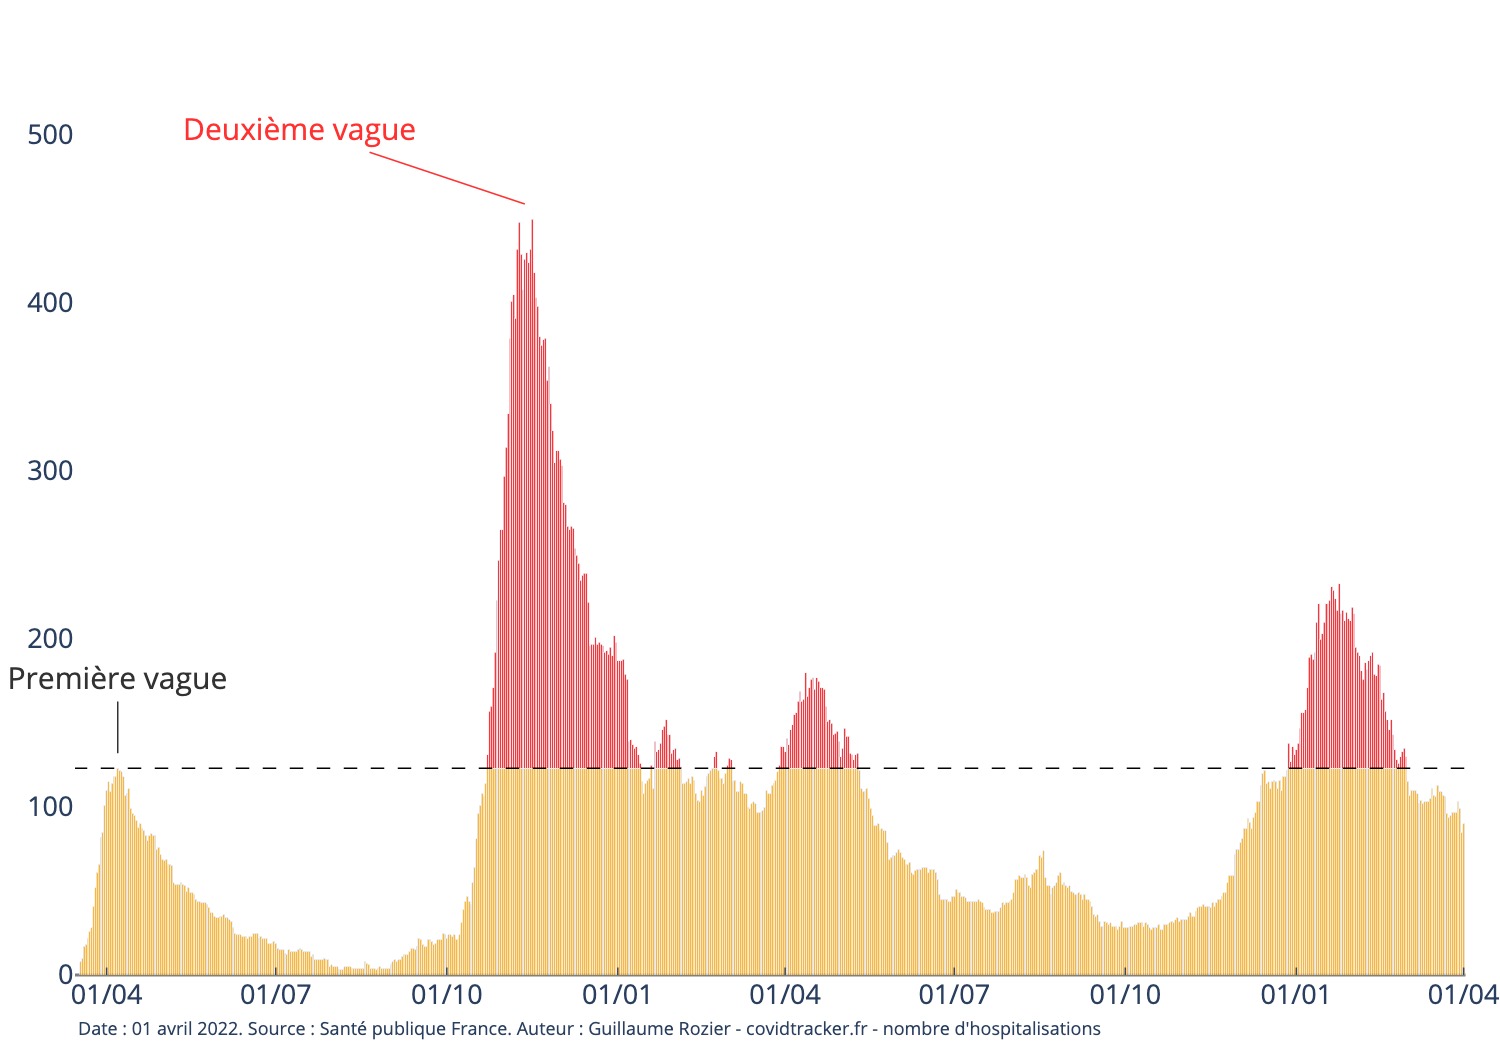 500
Deuxième vague
400
300
200
Première vague
100
0
01/04 01/07 01/10 01/01 01/04 01/07 01/10 01/01 01/04
Date : 01 avril 2022. Source : Santé publique France. Auteur : Guillaume Rozier - covidtracker.fr - nombre d'hospitalisations